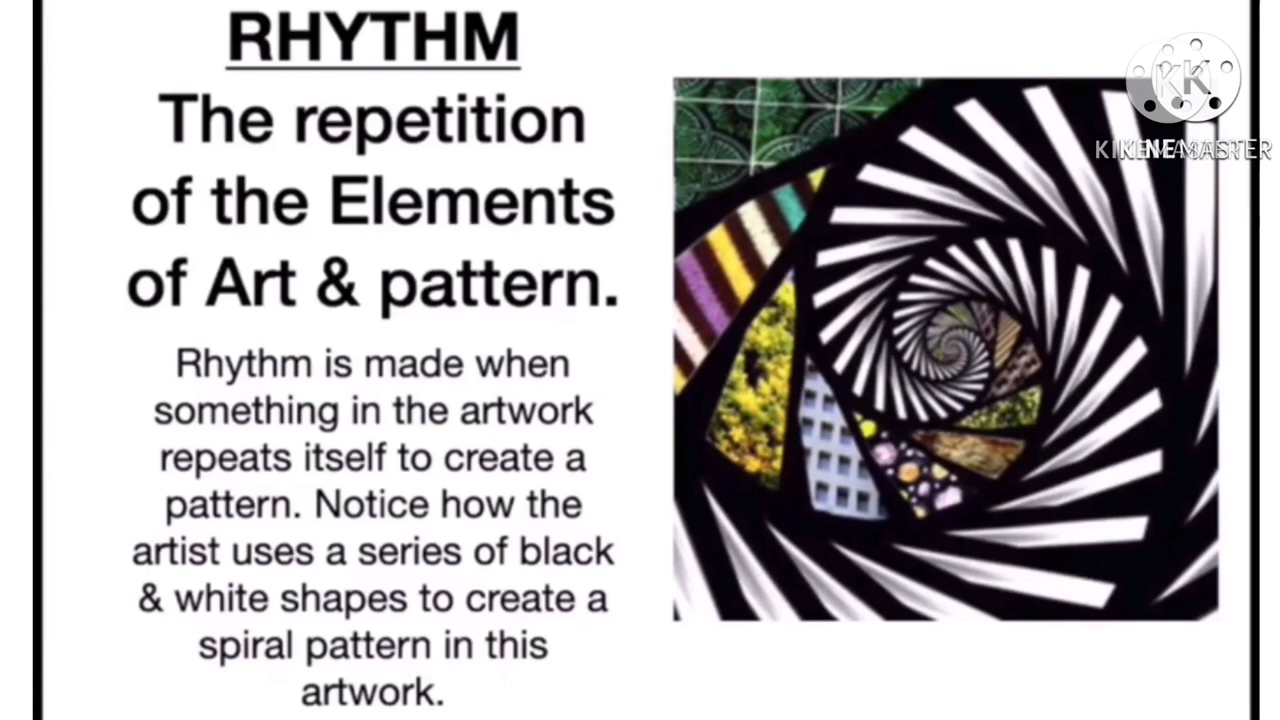 RHYTHM
The repetition
of the Elements
of Art & pattern.
Rhythm is made when
something in the artwork
repeats itself to create a
pattern. Notice how the
artist uses a series of black
& white shapes to create a
spiral pattern in this
artwork.
KK
KINEMASTER